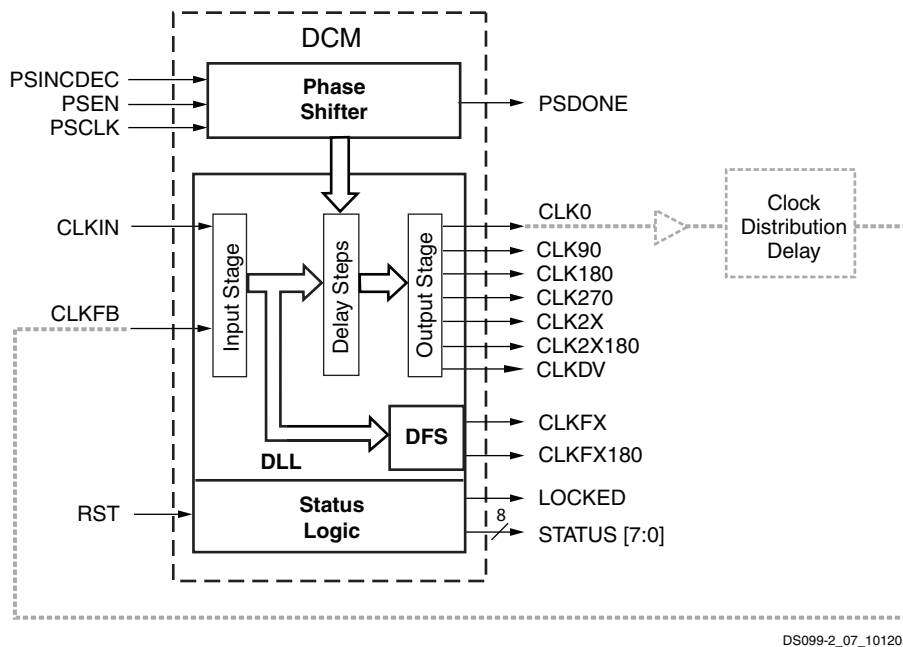 DCM
PSINCDEC
PSEN
PSCLK
Phase
Shifter
PSDONE
CLKIN
CLKFB
Input Stage
Delay Steps
Output Stage
CLK0
CLK90
CLK180
CLK270
CLK2X
CLK2X180
CLKDV
Clock
Distribution
Delay
DFS
CLKFX
CLKFX180
DLL
RST
Status
Logic
LOCKED
8
STATUS [7:0]
DS099-2_07_10120